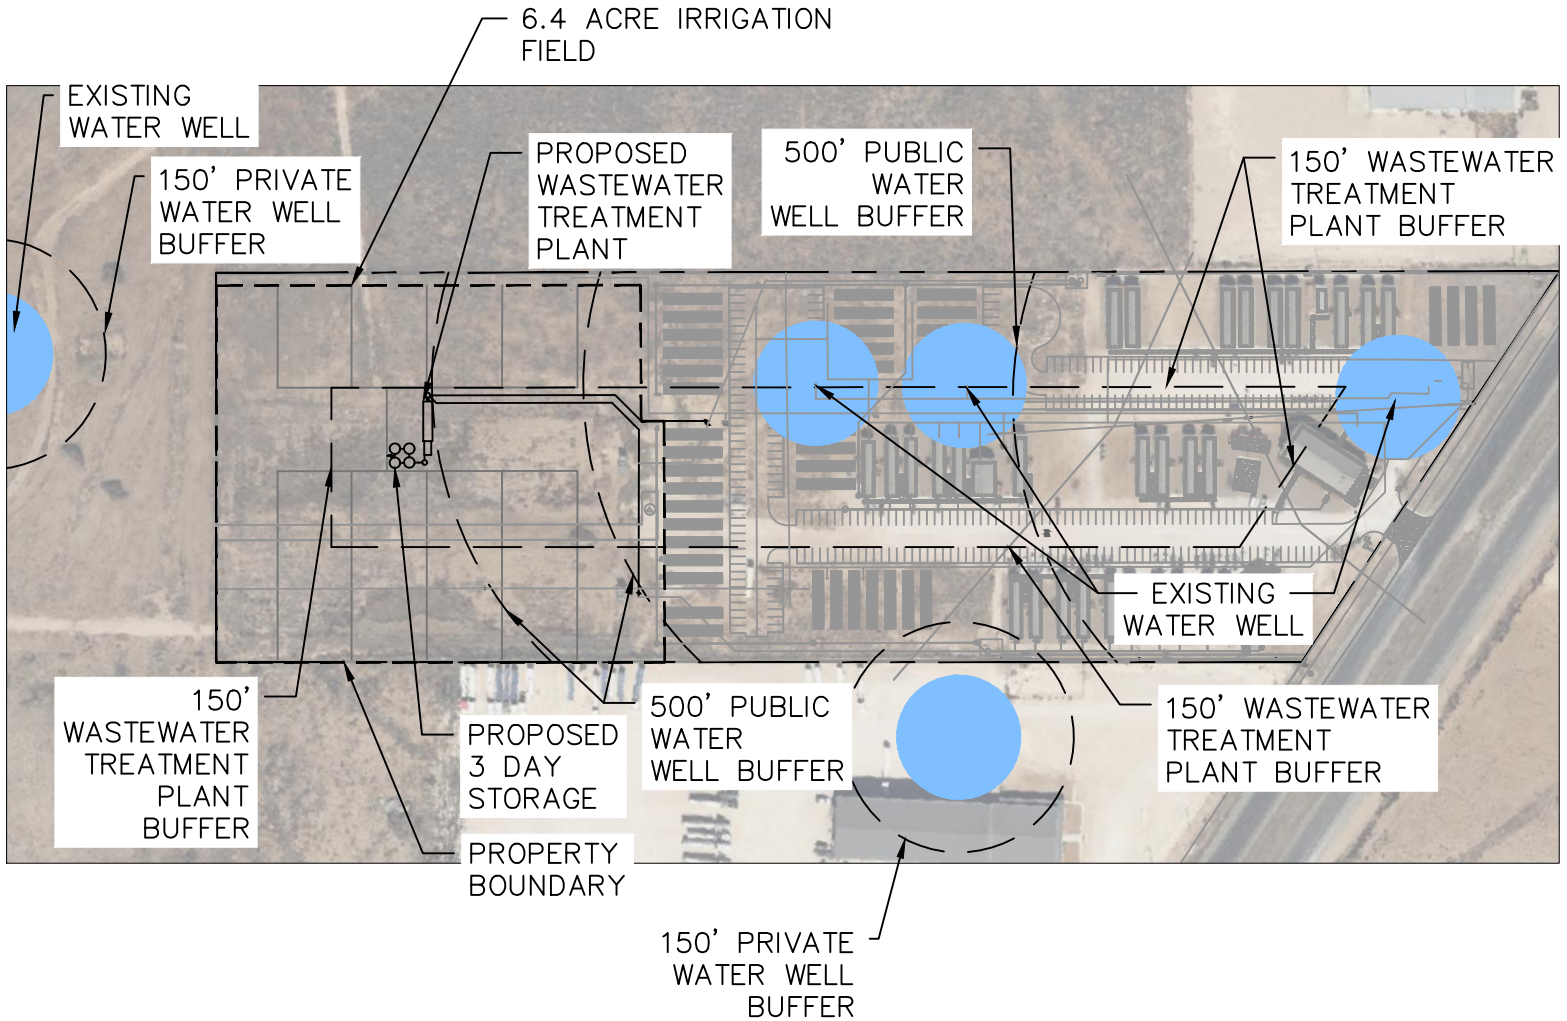 6.4 ACRE IRRIGATION
FIELD
EXISTING
WATER WELL
150' PRIVATE
WATER WELL
BUFFER
PROPOSED
WASTEWATER
TREATMENT
PLANT
500' PUBLIC
WATER
WELL BUFFER
150' WASTEWATER
TREATMENT
PLANT BUFFER
EXISTING
WATER WELL
150'
WASTEWATER
TREATMENT
PLANT
BUFFER
PROPOSED
3 DAY
STORAGE
500' PUBLIC
WATER
WELL BUFFER
150' WASTEWATER
TREATMENT
PLANT BUFFER
PROPERTY
BOUNDARY
150' PRIVATE
WATER WELL
BUFFER